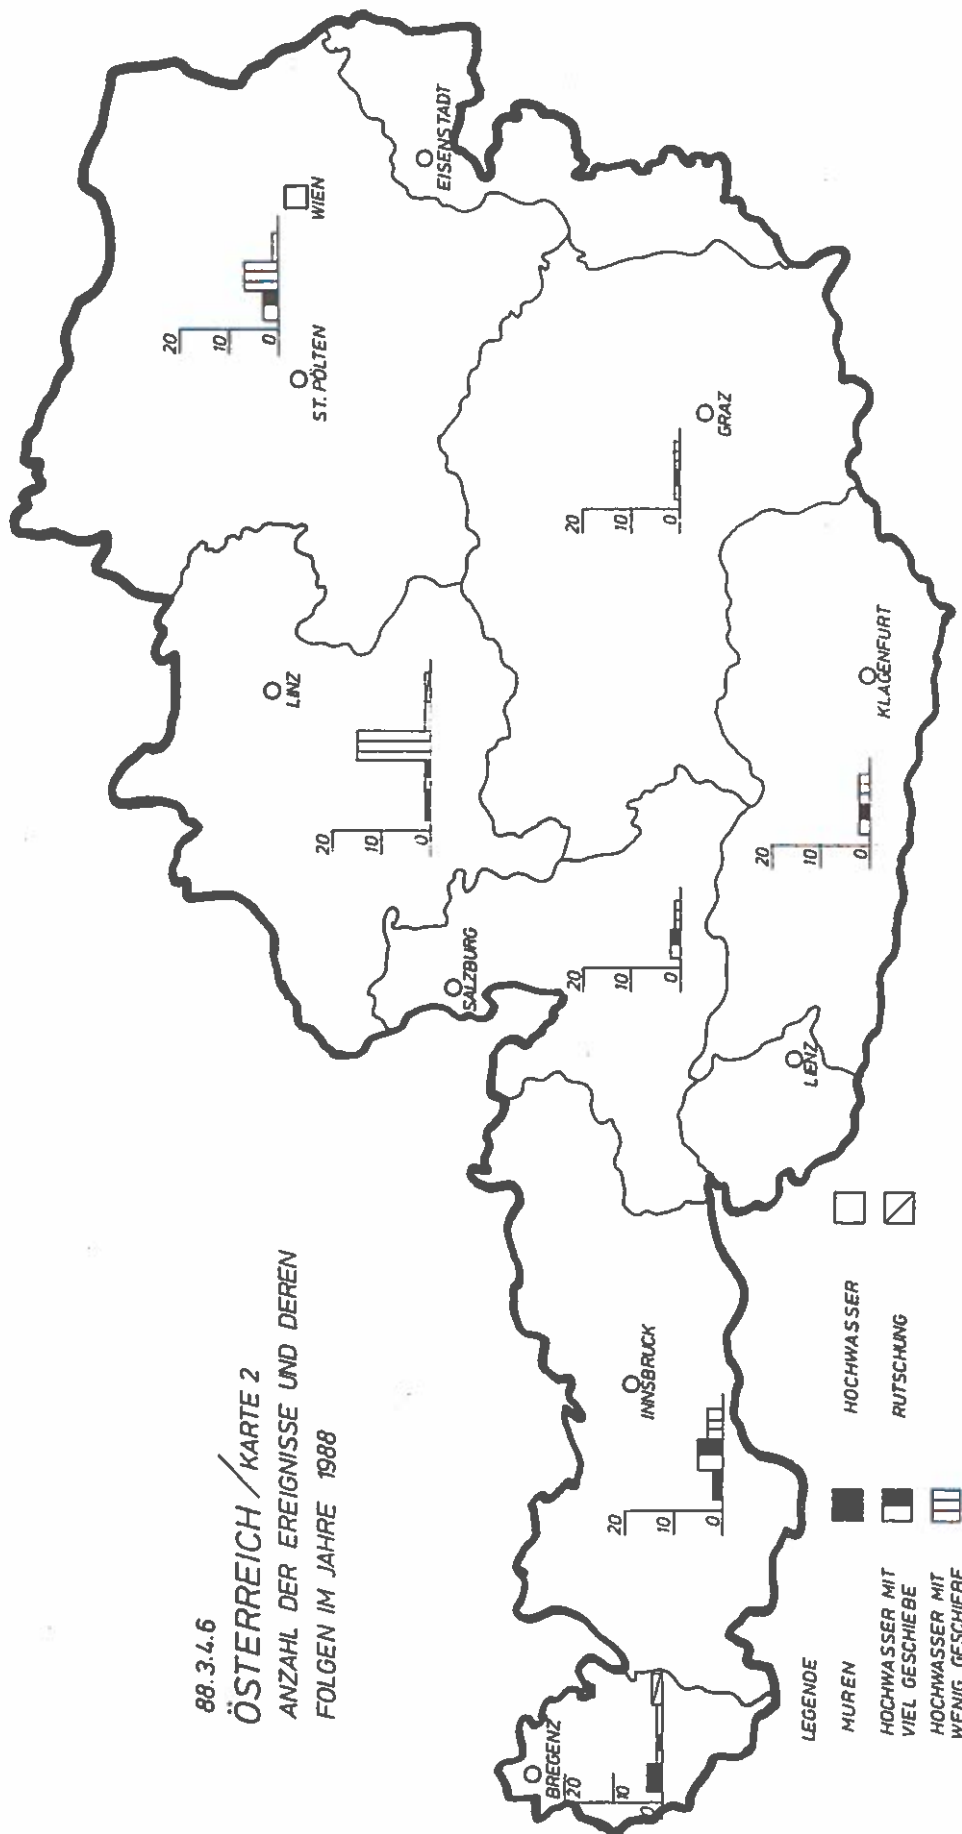 88.3.4.6
ÖSTERREICH / KARTE 2
ANZAHL DER EREIGNISSE UND DEREN
FOLGEN IM JAHRE 1988
BREGENZ
20
10
0
INNSBRUCK
20
10
0
SALZBURG
20
10
0
LIENZ
LINZ
20
10
0
KLAGENFURT
20
10
0
GRAZ
20
10
0
ST. PÖLTEN
20
10
0
WIEN
EISENSTADT
LEGENDE
MUREN
HOCHWASSER MIT
VIEL GESCHIEBE
HOCHWASSER MIT
WENIG GESCHIEBE
HOCHWASSER
RUTSCHUNG